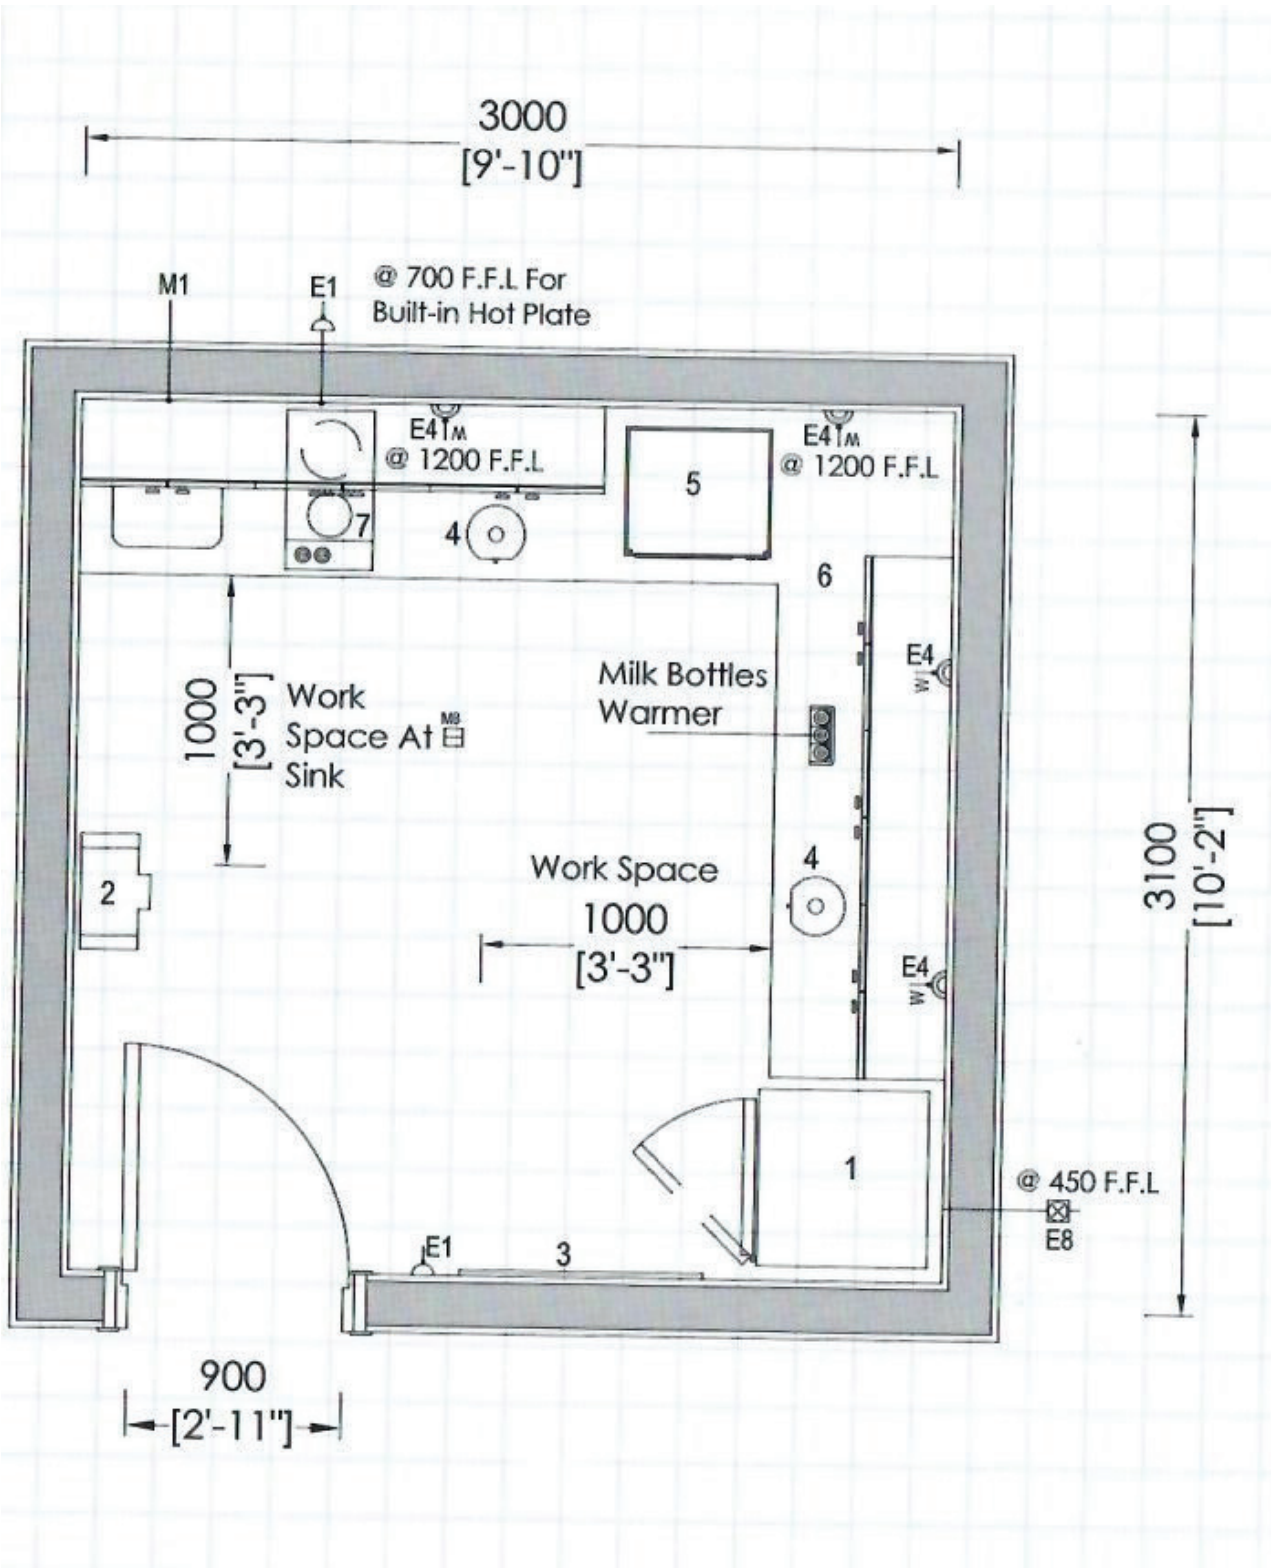 3000
[9'-10"]
M1
E1
@ 700 F.F.L For
Built-in Hot Plate
E4 M
@ 1200 F.F.L
E4 M
@ 1200 F.F.L
5
7
4
6
E4
W
Milk Bottles
Warmer
1000
[3'-3"]
Work
Space At
Sink
M8
3100
[10'-2"]
2
Work Space
1000
[3'-3"]
4
E4
W
1
@ 450 F.F.L
E8
E1
3
900
[2'-11"]